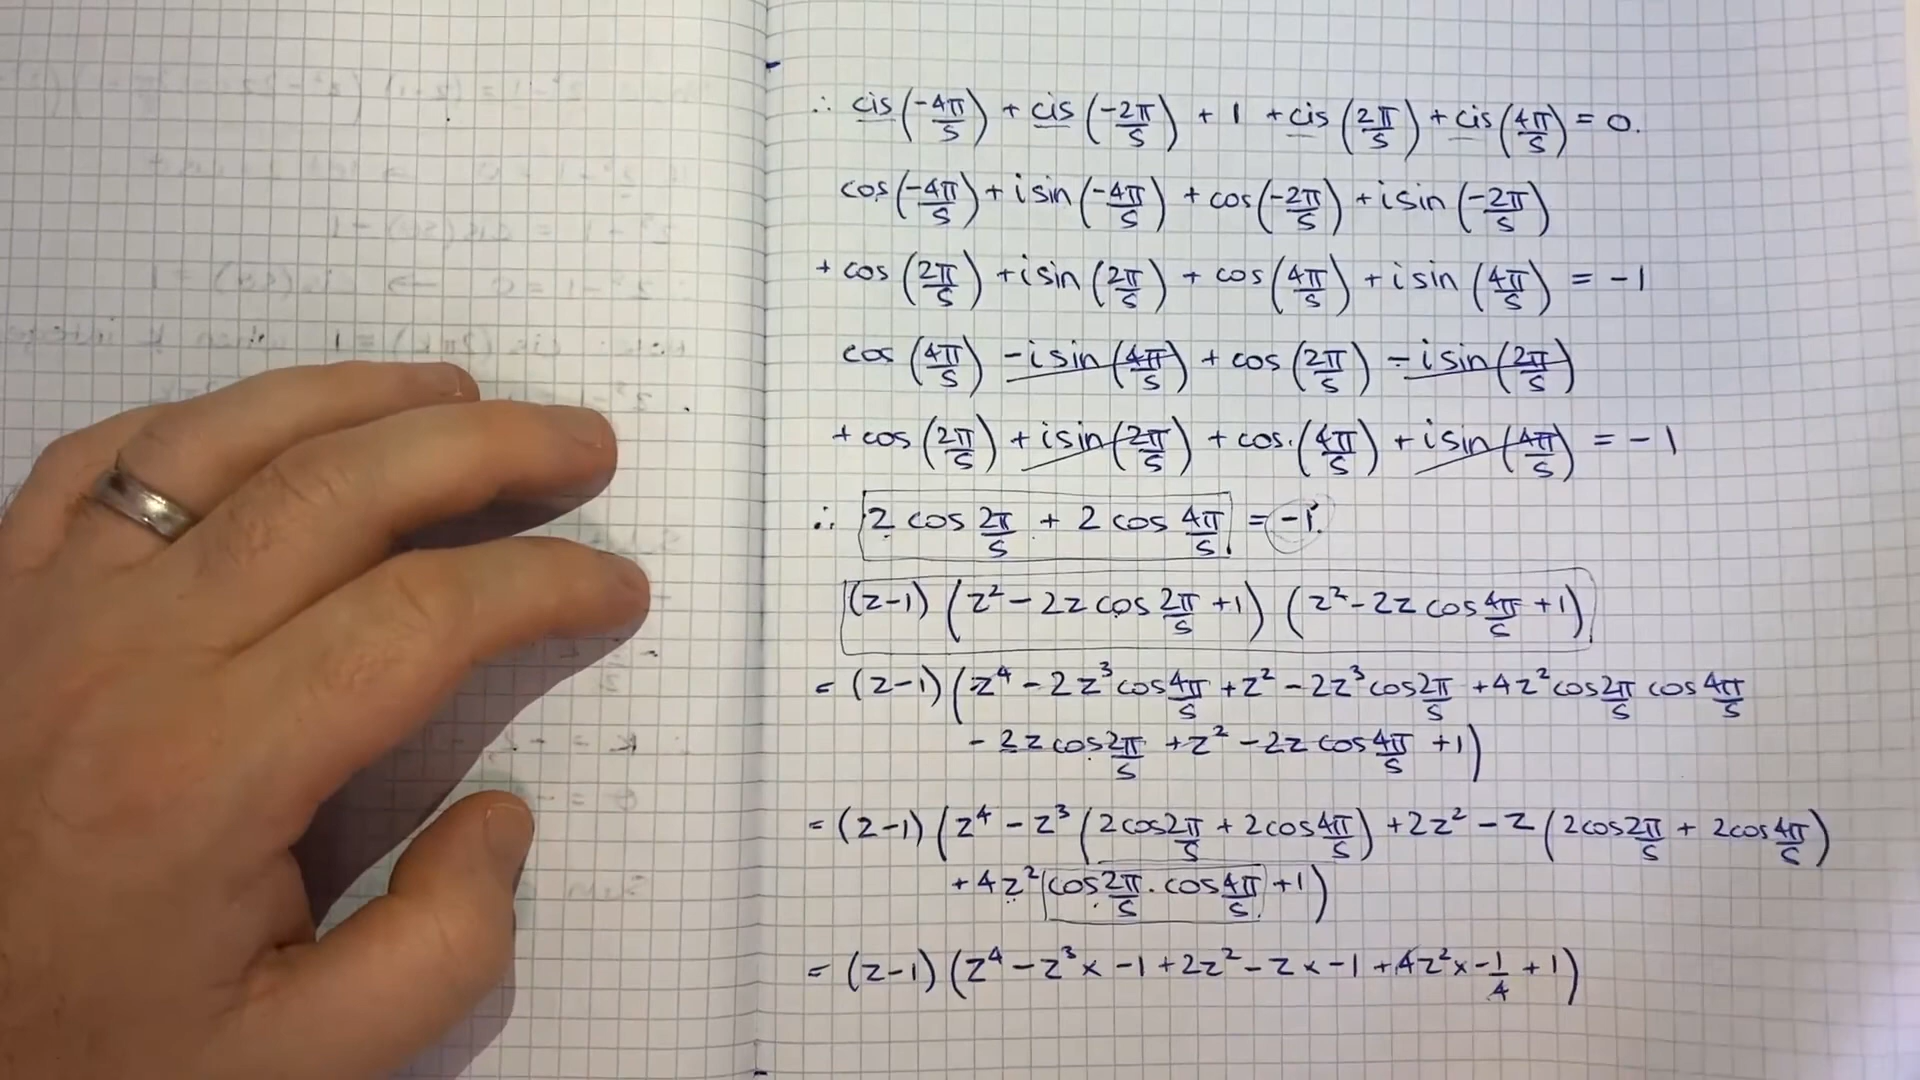 ∴ cis(-4π/5) + cis(-2π/5) + 1 + cis(2π/5) + cis(4π/5) = 0.
cos(-4π/5) + i sin(-4π/5) + cos(-2π/5) + i sin(-2π/5)
+ cos(2π/5) + i sin(2π/5) + cos(4π/5) + i sin(4π/5) = -1
cos(4π/5) - i sin(4π/5) + cos(2π/5) - i sin(2π/5)
+ cos(2π/5) + i sin(2π/5) + cos(4π/5) + i sin(4π/5) = -1
∴ 2 cos 2π/5 + 2 cos 4π/5 = -1.
(z-1)(z² - 2z cos 2π/5 + 1)(z² - 2z cos 4π/5 + 1)
= (z-1)(z⁴ - 2z³ cos 4π/5 + z² - 2z³ cos 2π/5 + 4z² cos 2π/5 cos 4π/5
- 2z cos 2π/5 + z² - 2z cos 4π/5 + 1)
= (z-1)(z⁴ - z³(2cos 2π/5 + 2cos 4π/5) + 2z² - z(2cos 2π/5 + 2cos 4π/5)
+ 4z² cos 2π/5 . cos 4π/5 + 1)
= (z-1)(z⁴ - z³ x -1 + 2z² - z x -1 + 4z² x -1/4 + 1)